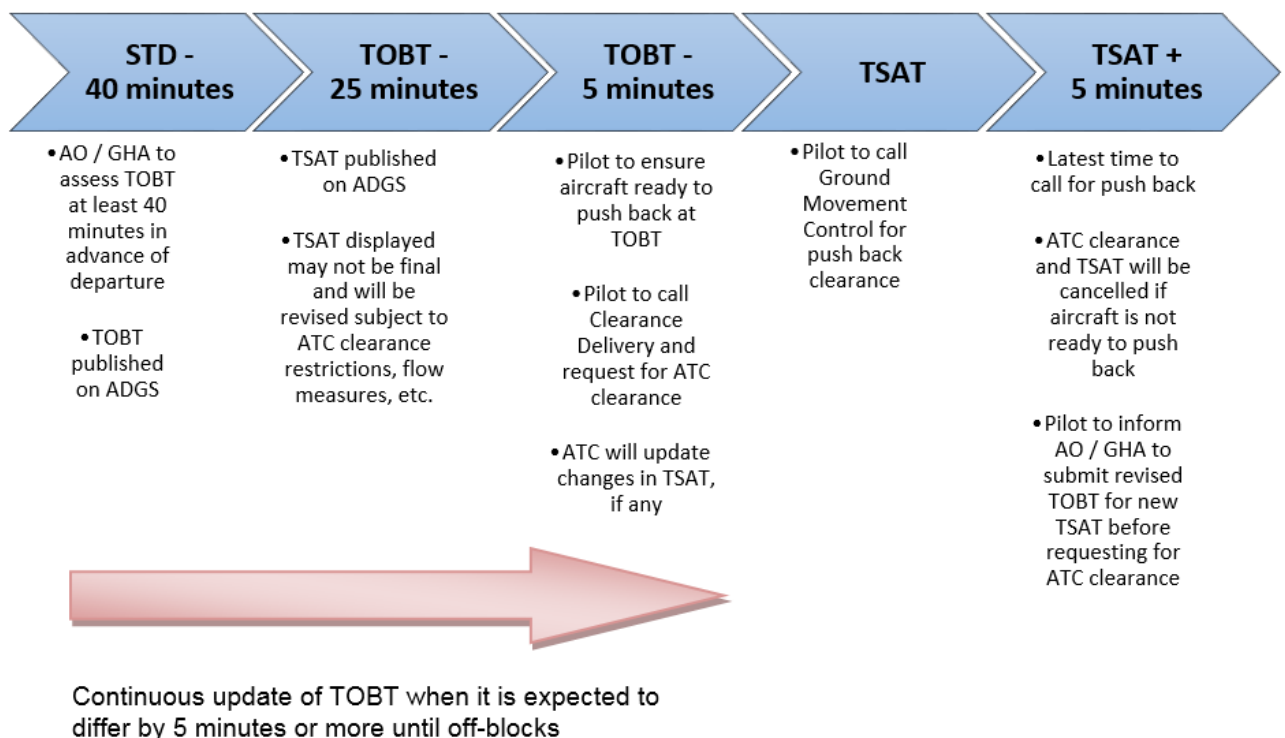 STD -
40 minutes
TOBT -
25 minutes
TOBT -
5 minutes
TSAT
TSAT +
5 minutes
•AO / GHA to
assess TOBT
at least 40
minutes in
advance of
departure
•TOBT
published
on ADGS
•TSAT published
on ADGS
•TSAT displayed
may not be final
and will be
revised subject to
ATC clearance
restrictions, flow
measures, etc.
•Pilot to ensure
aircraft ready to
push back at
TOBT
•Pilot to call
Clearance
Delivery and
request for ATC
clearance
•ATC will update
changes in TSAT,
if any
•Pilot to call
Ground
Movement
Control for
push back
clearance
•Latest time to
call for push back
•ATC clearance
and TSAT will be
cancelled if
aircraft is not
ready to push
back
•Pilot to inform
AO / GHA to
submit revised
TOBT for new
TSAT before
requesting for
ATC clearance
Continuous update of TOBT when it is expected to
differ by 5 minutes or more until off-blocks